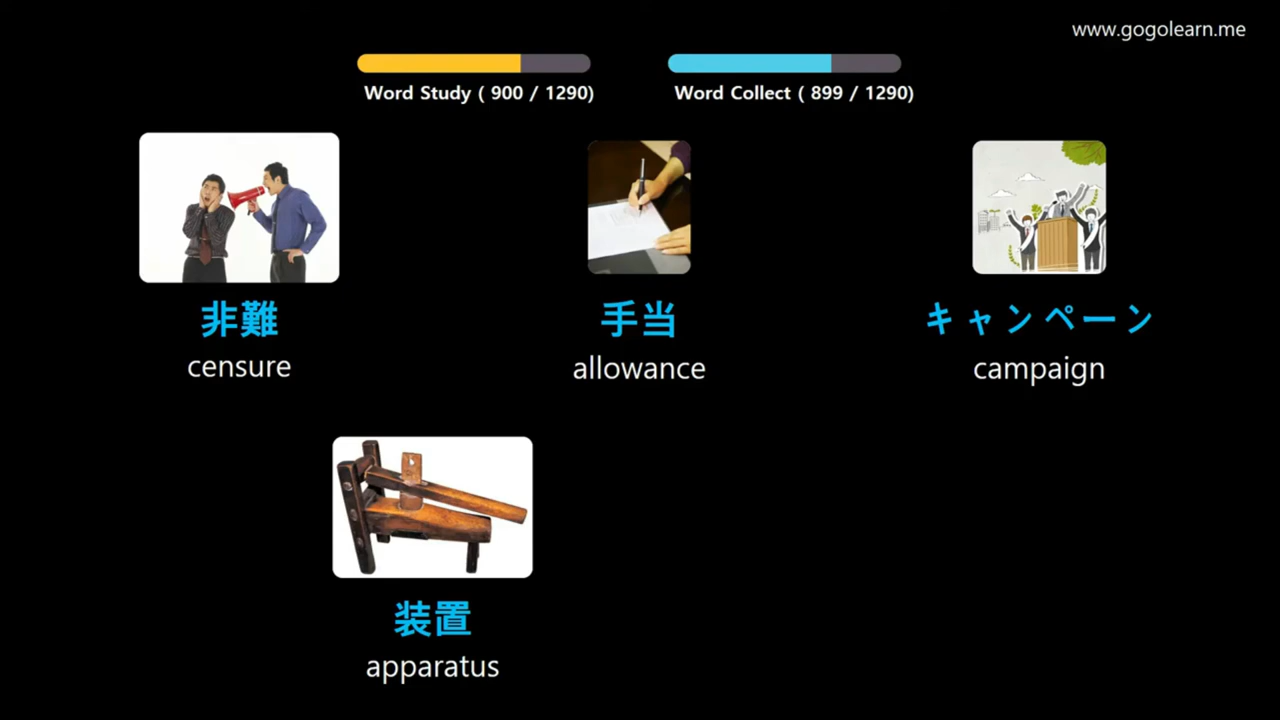 www.gogolearn.me
Word Study ( 900 / 1290)
Word Collect ( 899 / 1290)
非難
censure
手当
allowance
キャンペーン
campaign
装置
apparatus